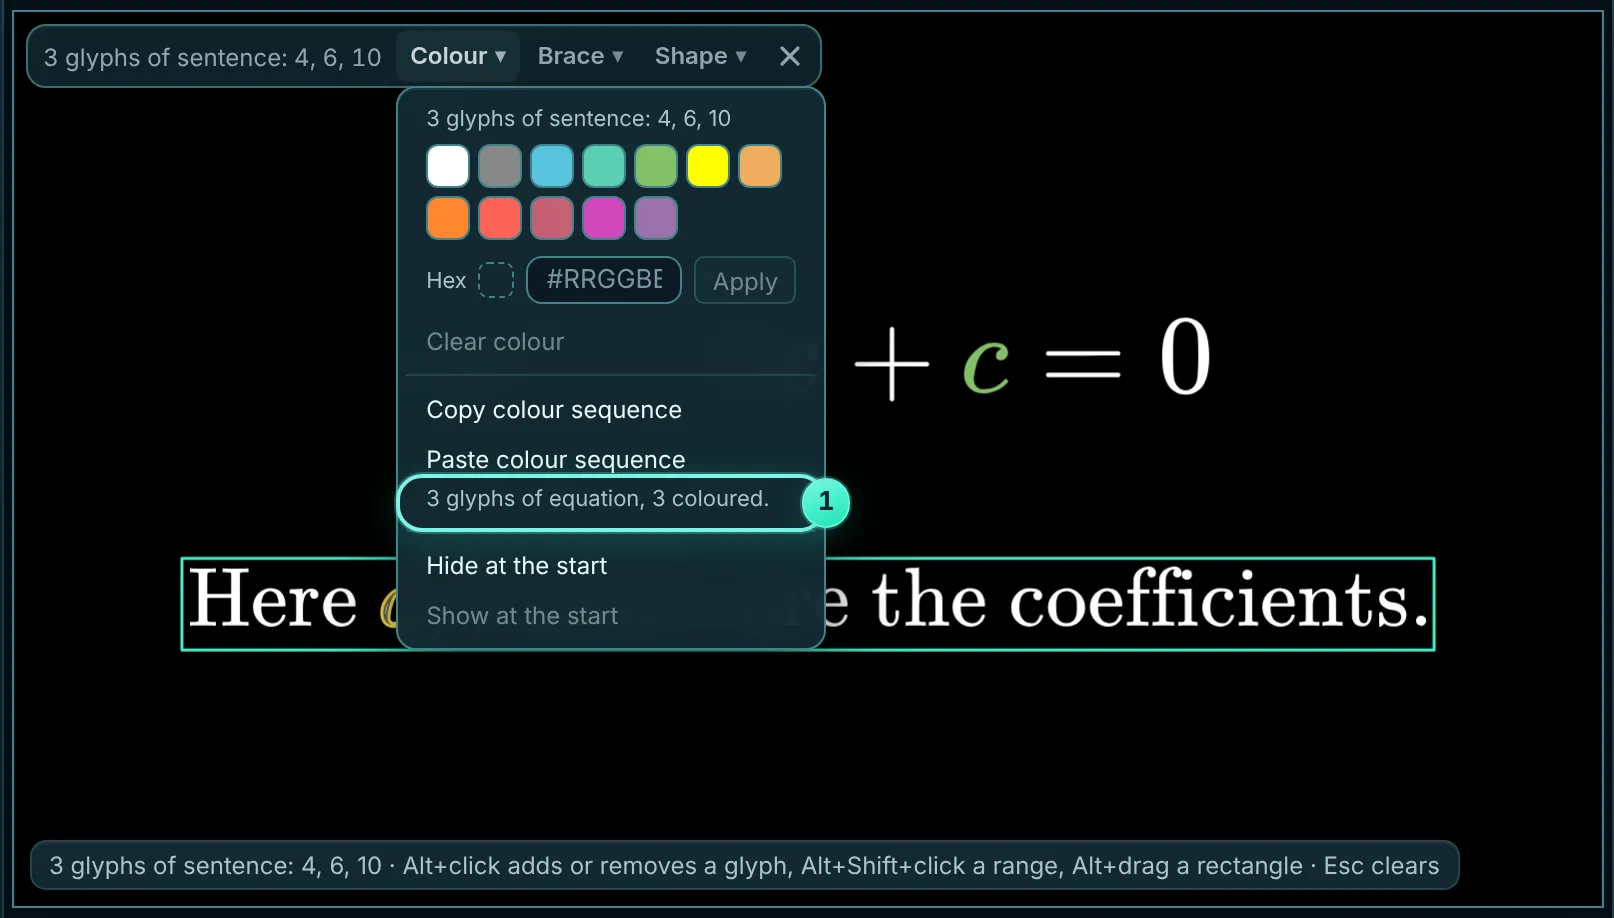 3 glyphs of sentence: 4, 6, 10 Colour ▾ Brace ▾ Shape ▾ ✕
3 glyphs of sentence: 4, 6, 10
Hex #RRGGBB Apply
Clear colour
+ c = 0
Copy colour sequence
Paste colour sequence
3 glyphs of equation, 3 coloured. 1
Hide at the start
Here re the coefficients.
Show at the start
3 glyphs of sentence: 4, 6, 10 · Alt+click adds or removes a glyph, Alt+Shift+click a range, Alt+drag a rectangle · Esc clears